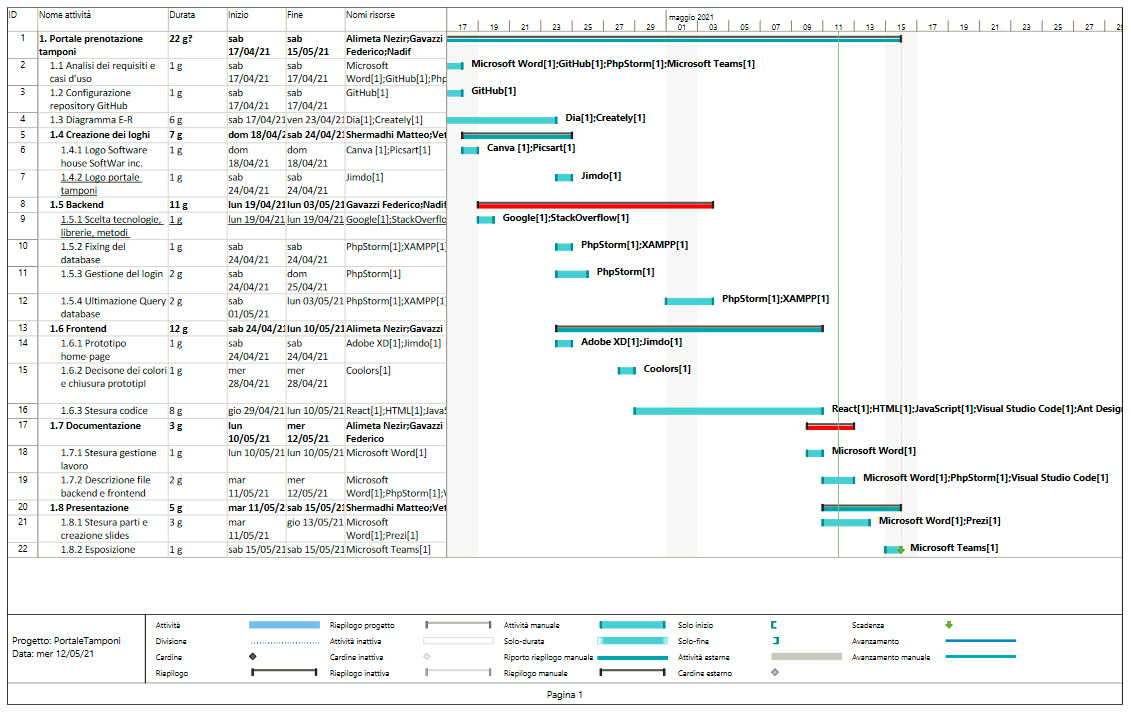 maggio 2021
ID Nome attività Durata Inizio Fine Nomi risorse 17 19 21 23 25 27 29 1 3 5 7 9 11 13 15 17 19 21 23 25 27
1 1. Portale prenotazione tamponi 22 g? sab 17/04/21 sab 15/05/21 Alimeta Nezir;Gavazzi Federico;Nadif
2 1.1 Analisi dei requisiti e casi d'uso 1 g sab 17/04/21 sab 17/04/21 Microsoft Word[1];GitHub[1];Php Microsoft Word[1];GitHub[1];PhpStorm[1];Microsoft Teams[1]
3 1.2 Configurazione repository GitHub 1 g sab 17/04/21 sab 17/04/21 GitHub[1] GitHub[1]
4 1.3 Diagramma E-R 6 g sab 17/04/21 ven 23/04/21 Dia[1];Creately[1] Dia[1];Creately[1]
5 1.4 Creazione dei loghi 7 g dom 18/04/2 sab 24/04/21 Shermadhi Matteo;Vet
6 1.4.1 Logo Software house SoftWar inc. 1 g dom 18/04/21 dom 18/04/21 Canva [1];Picsart[1] Canva [1];Picsart[1]
7 1.4.2 Logo portale tamponi 1 g sab 24/04/21 sab 24/04/21 Jimdo[1] Jimdo[1]
8 1.5 Backend 11 g lun 19/04/21 lun 03/05/21 Gavazzi Federico;Nadif
9 1.5.1 Scelta tecnologie, librerie, metodi 1 g lun 19/04/21 lun 19/04/21 Google[1];StackOverflo Google[1];StackOverflow[1]
10 1.5.2 Fixing del database 1 g sab 24/04/21 sab 24/04/21 PhpStorm[1];XAMPP[1] PhpStorm[1];XAMPP[1]
11 1.5.3 Gestione del login 2 g sab 24/04/21 dom 25/04/21 PhpStorm[1] PhpStorm[1]
12 1.5.4 Ultimazione Query database 2 g sab 01/05/21 lun 03/05/21 PhpStorm[1];XAMPP[1] PhpStorm[1];XAMPP[1]
13 1.6 Frontend 12 g sab 24/04/21 lun 10/05/21 Alimeta Nezir;Gavazzi
14 1.6.1 Prototipo home-page 1 g sab 24/04/21 sab 24/04/21 Adobe XD[1];Jimdo[1] Adobe XD[1];Jimdo[1]
15 1.6.2 Decisone dei colori e chiusura prototipI 1 g mer 28/04/21 mer 28/04/21 Coolors[1] Coolors[1]
16 1.6.3 Stesura codice 8 g gio 29/04/21 lun 10/05/21 React[1];HTML[1];JavaS React[1];HTML[1];JavaScript[1];Visual Studio Code[1];Ant Desig
17 1.7 Documentazione 3 g lun 10/05/21 mer 12/05/21 Alimeta Nezir;Gavazzi Federico
18 1.7.1 Stesura gestione lavoro 1 g lun 10/05/21 lun 10/05/21 Microsoft Word[1] Microsoft Word[1]
19 1.7.2 Descrizione file backend e frontend 2 g mar 11/05/21 mer 12/05/21 Microsoft Word[1];PhpStorm[1];V Microsoft Word[1];PhpStorm[1];Visual Studio Code[1]
20 1.8 Presentazione 5 g mar 11/05/2 sab 15/05/21 Shermadhi Matteo;Vet
21 1.8.1 Stesura parti e creazione slides 3 g mar 11/05/21 gio 13/05/21 Microsoft Word[1];Prezi[1] Microsoft Word[1];Prezi[1]
22 1.8.2 Esposizione 1 g sab 15/05/21 sab 15/05/21 Microsoft Teams[1] Microsoft Teams[1]
Progetto: PortaleTamponi
Data: mer 12/05/21
Attività Riepilogo progetto Attività manuale Solo inizio Scadenza
Divisione Attività inattiva Solo-durata Solo-fine Avanzamento
Cardine Cardine inattiva Riporto riepilogo manuale Attività esterne Avanzamento manuale
Riepilogo Riepilogo inattiva Riepilogo manuale Cardine esterno
Pagina 1